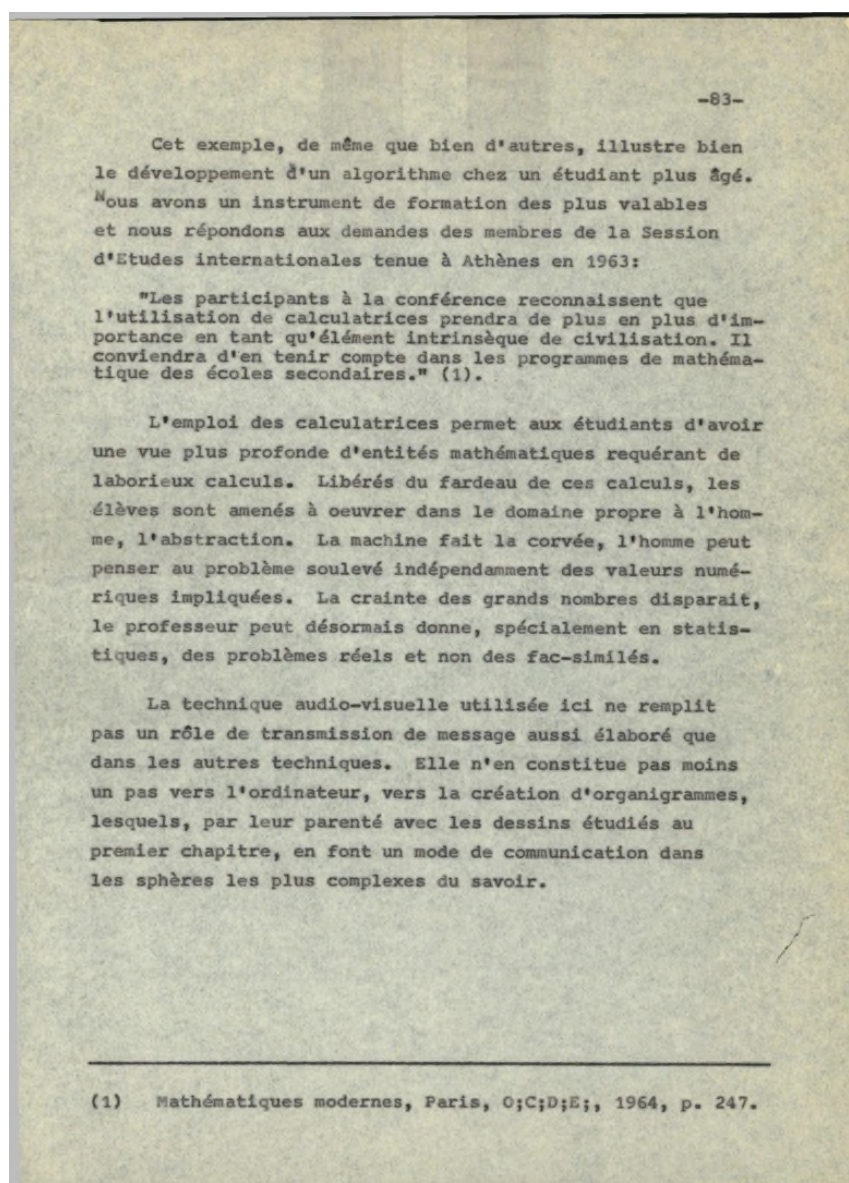 -83-
Cet exemple, de même que bien d'autres, illustre bien
le développement d'un algorithme chez un étudiant plus âgé.
Nous avons un instrument de formation des plus valables
et nous répondons aux demandes des membres de la Session
d'Etudes internationales tenue à Athènes en 1963:
"Les participants à la conférence reconnaissent que
l'utilisation de calculatrices prendra de plus en plus d'im-
portance en tant qu'élément intrinsèque de civilisation. Il
conviendra d'en tenir compte dans les programmes de mathéma-
tique des écoles secondaires." (1).
L'emploi des calculatrices permet aux étudiants d'avoir
une vue plus profonde d'entités mathématiques requérant de
laborieux calculs. Libérés du fardeau de ces calculs, les
élèves sont amenés à oeuvrer dans le domaine propre à l'hom-
me, l'abstraction. La machine fait la corvée, l'homme peut
penser au problème soulevé indépendamment des valeurs numé-
riques impliquées. La crainte des grands nombres disparait,
le professeur peut désormais donne, spécialement en statis-
tiques, des problèmes réels et non des fac-similés.
La technique audio-visuelle utilisée ici ne remplit
pas un rôle de transmission de message aussi élaboré que
dans les autres techniques. Elle n'en constitue pas moins
un pas vers l'ordinateur, vers la création d'organigrammes,
lesquels, par leur parenté avec les dessins étudiés au
premier chapitre, en font un mode de communication dans
les sphères les plus complexes du savoir.
(1) Mathématiques modernes, Paris, O;C;D;E;, 1964, p. 247.